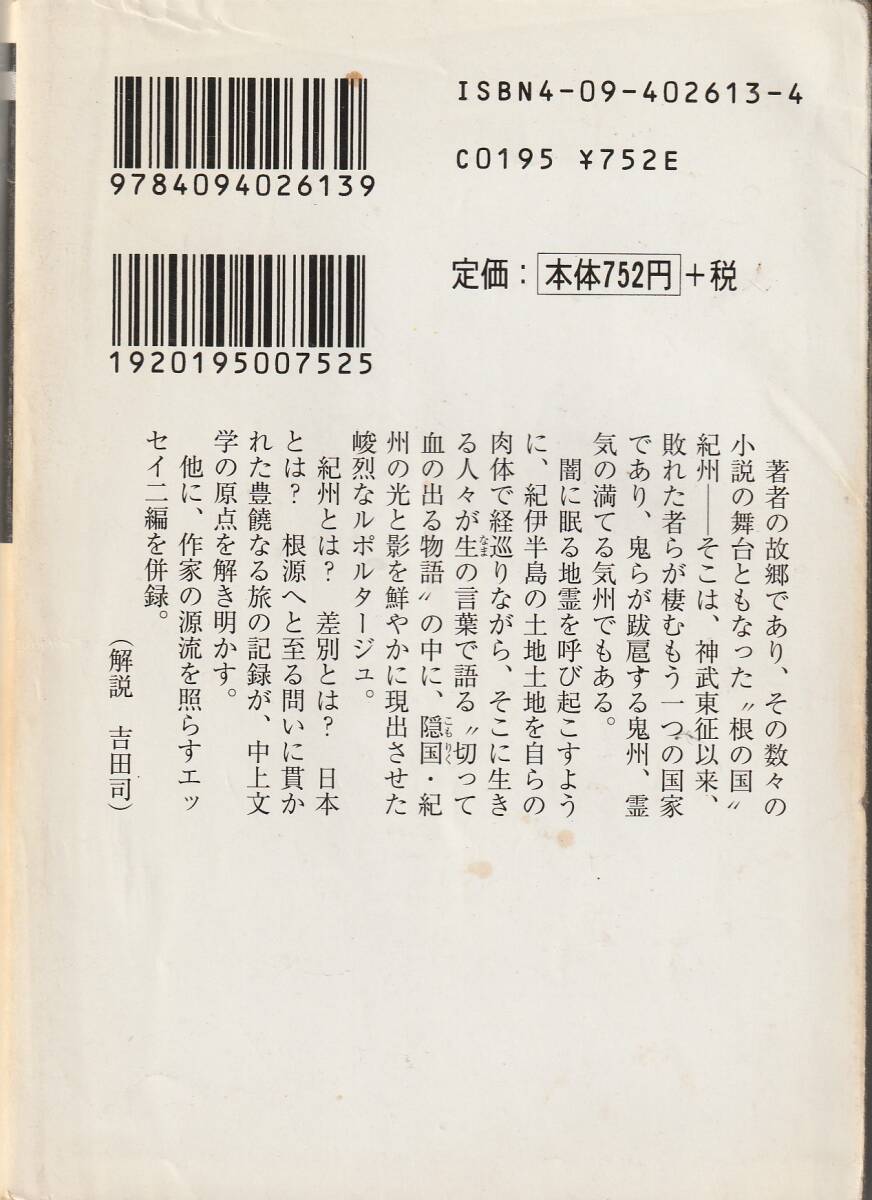 ISBN4-09-402613-4
C0195 ¥752E
9784094026139
定価：本体752円＋税
1920195007525
著者の故郷であり、その数々の
小説の舞台ともなった〝根の国〟
紀州――そこは、神武東征以来、
敗れた者らが棲むもう一つの国家
であり、鬼らが跋扈する鬼州、霊
気の満てる気州でもある。
闇に眠る地霊を呼び起こすよう
に、紀伊半島の土地土地を自らの
肉体で経巡りながら、そこに生き
る人々が生の言葉で語る〝切って
なま
血の出る物語〟の中に、隠国・紀
こもりく
州の光と影を鮮やかに現出させた
峻烈なルポルタージュ。
紀州とは？　差別とは？　日本
とは？　根源へと至る問いに貫か
れた豊饒なる旅の記録が、中上文
学の原点を解き明かす。
他に、作家の源流を照らすエッ
セイ二編を併録。
（解説　吉田司）